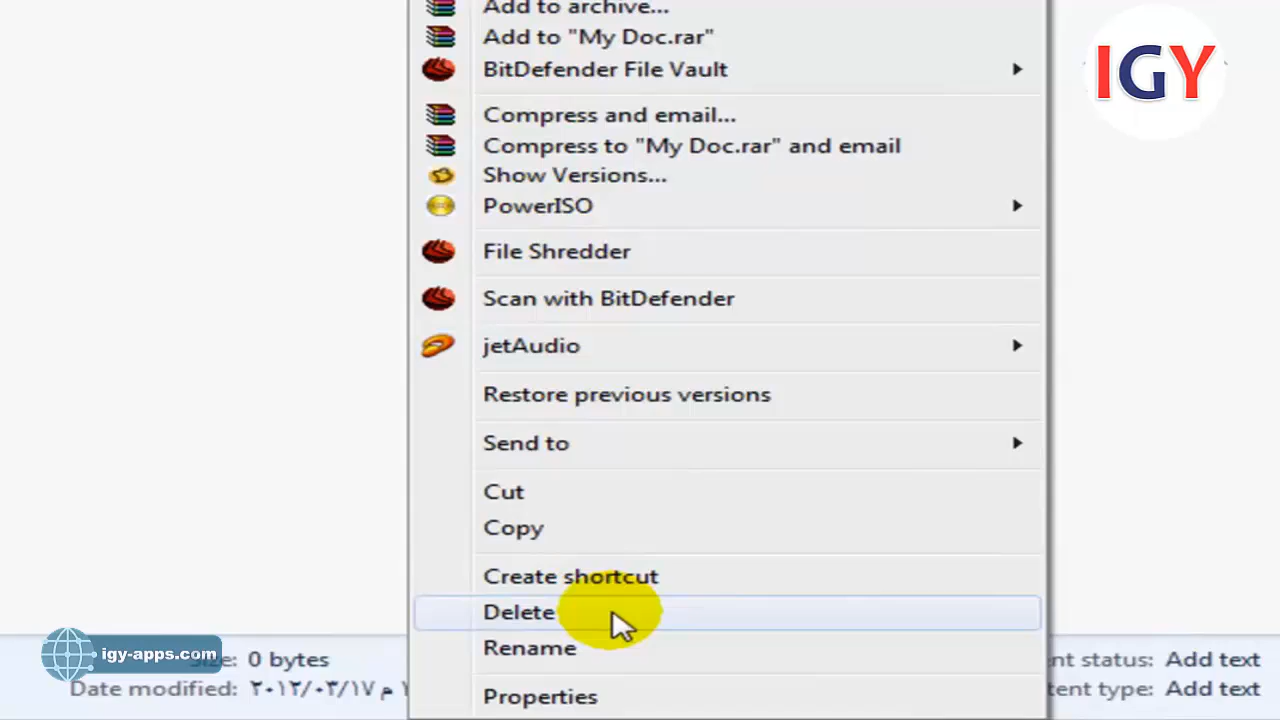 Add to archive...
Add to "My Doc.rar"
BitDefender File Vault
IGY
Compress and email...
Compress to "My Doc.rar" and email
Show Versions...
PowerISO
File Shredder
Scan with BitDefender
jetAudio
Restore previous versions
Send to
Cut
Copy
Create shortcut
Delete
Rename
Properties
igy-apps.com
Size: 0 bytes
Date modified: ٢٠١٢/٠٣/١٧ م
nt status: Add text
tent type: Add text